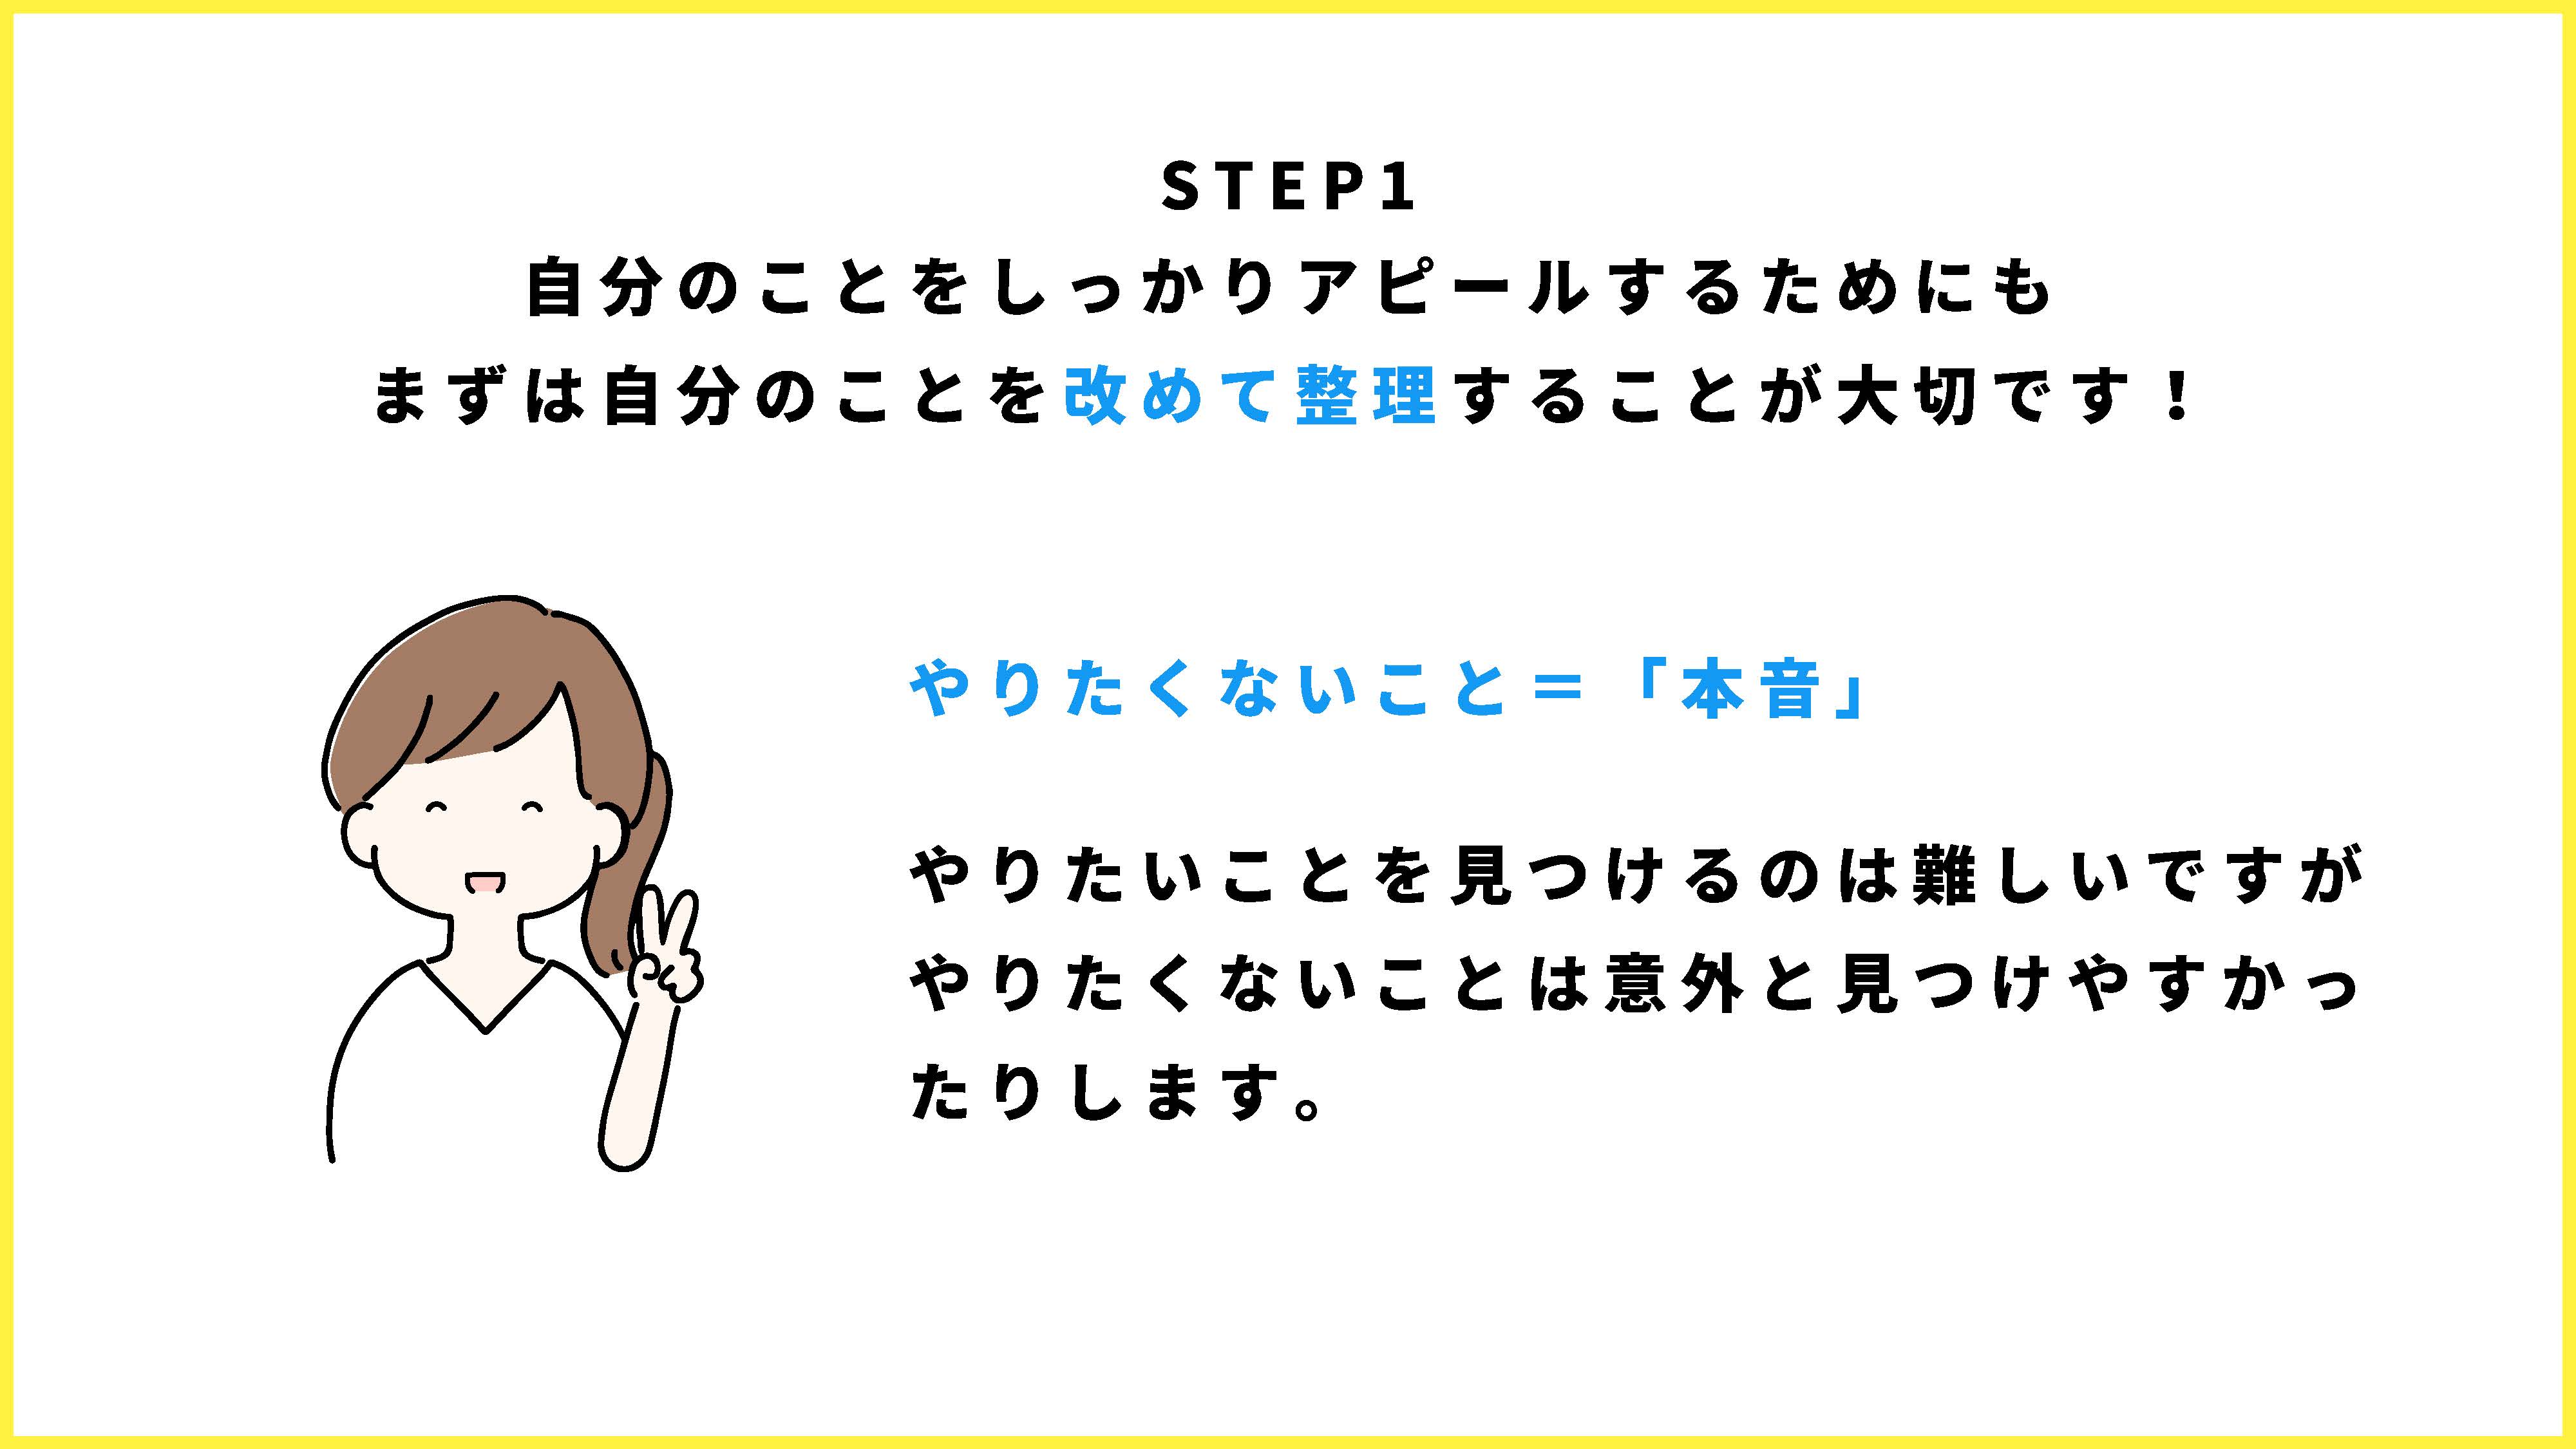 STEP1
自分のことをしっかりアピールするためにも
まずは自分のことを改めて整理することが大切です！
やりたくないこと＝「本音」
やりたいことを見つけるのは難しいですが
やりたくないことは意外と見つけやすかっ
たりします。